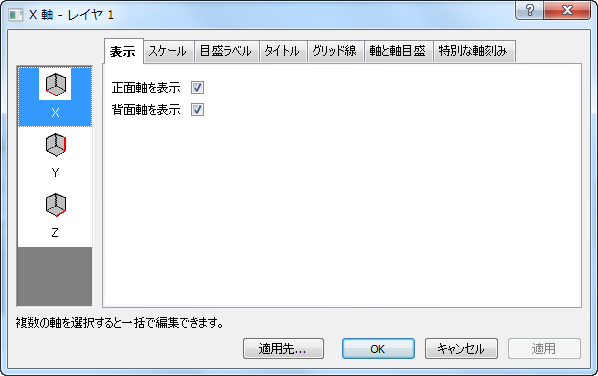 X 軸 - レイヤ 1
表示 スケール 目盛ラベル タイトル グリッド線 軸と軸目盛 特別な軸刻み
X
Y
Z
正面軸を表示
背面軸を表示
複数の軸を選択すると一括で編集できます。
適用先... OK キャンセル 適用